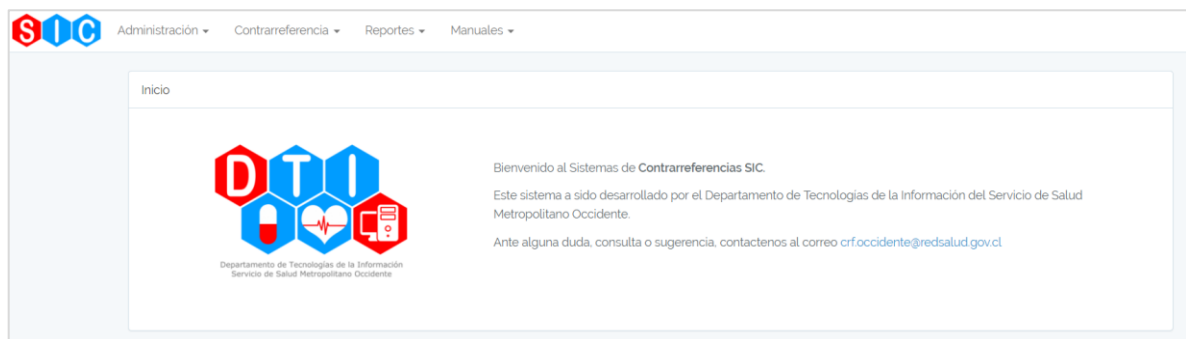 SIC Administración Contrarreferencia Reportes Manuales
Inicio
DTI
Departamento de Tecnologías de la Información
Servicio de Salud Metropolitano Occidente
Bienvenido al Sistemas de Contrarreferencias SIC.
Este sistema a sido desarrollado por el Departamento de Tecnologías de la Información del Servicio de Salud
Metropolitano Occidente.
Ante alguna duda, consulta o sugerencia, contactenos al correo crf.occidente@redsalud.gov.cl